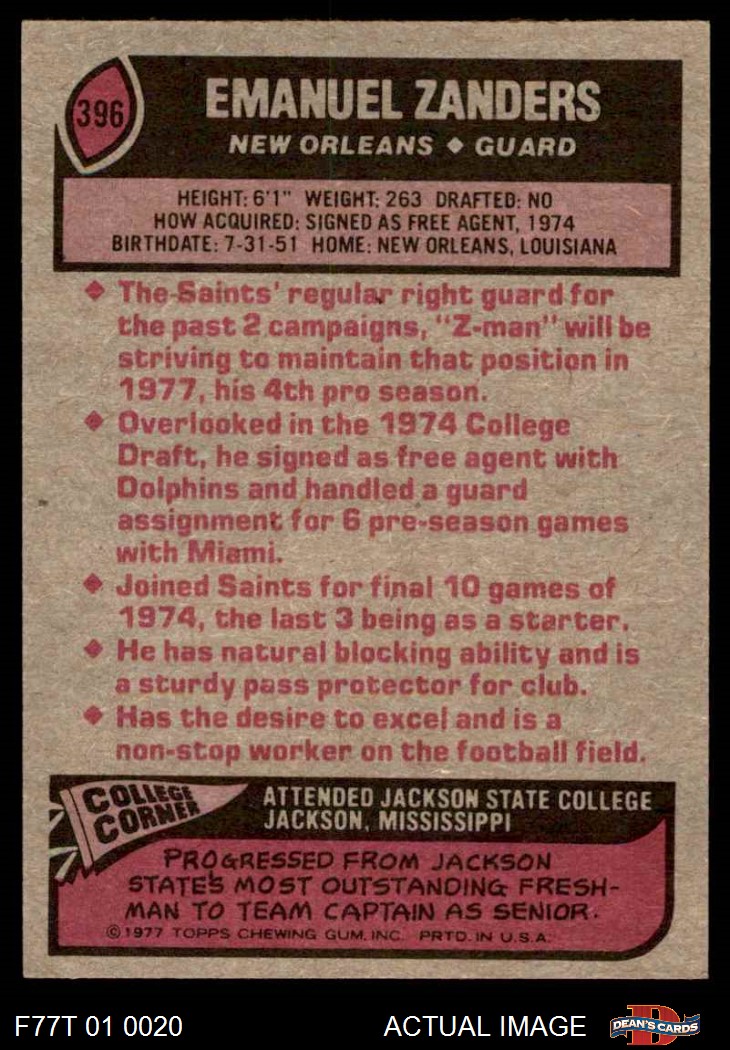 396
EMANUEL ZANDERS
NEW ORLEANS ◆ GUARD
HEIGHT: 6'1" WEIGHT: 263 DRAFTED: NO
HOW ACQUIRED: SIGNED AS FREE AGENT, 1974
BIRTHDATE: 7-31-51 HOME: NEW ORLEANS, LOUISIANA
◆ The Saints' regular right guard for
the past 2 campaigns, "Z-man" will be
striving to maintain that position in
1977, his 4th pro season.
◆ Overlooked in the 1974 College
Draft, he signed as free agent with
Dolphins and handled a guard
assignment for 6 pre-season games
with Miami.
◆ Joined Saints for final 10 games of
1974, the last 3 being as a starter.
◆ He has natural blocking ability and is
a sturdy pass protector for club.
◆ Has the desire to excel and is a
non-stop worker on the football field.
COLLEGE
CORNER
ATTENDED JACKSON STATE COLLEGE
JACKSON, MISSISSIPPI
PROGRESSED FROM JACKSON
STATE'S MOST OUTSTANDING FRESH-
MAN TO TEAM CAPTAIN AS SENIOR.
© 1977 TOPPS CHEWING GUM, INC. PRTD. IN U.S.A.
F77T 01 0020 ACTUAL IMAGE
D
DEAN'S CARDS